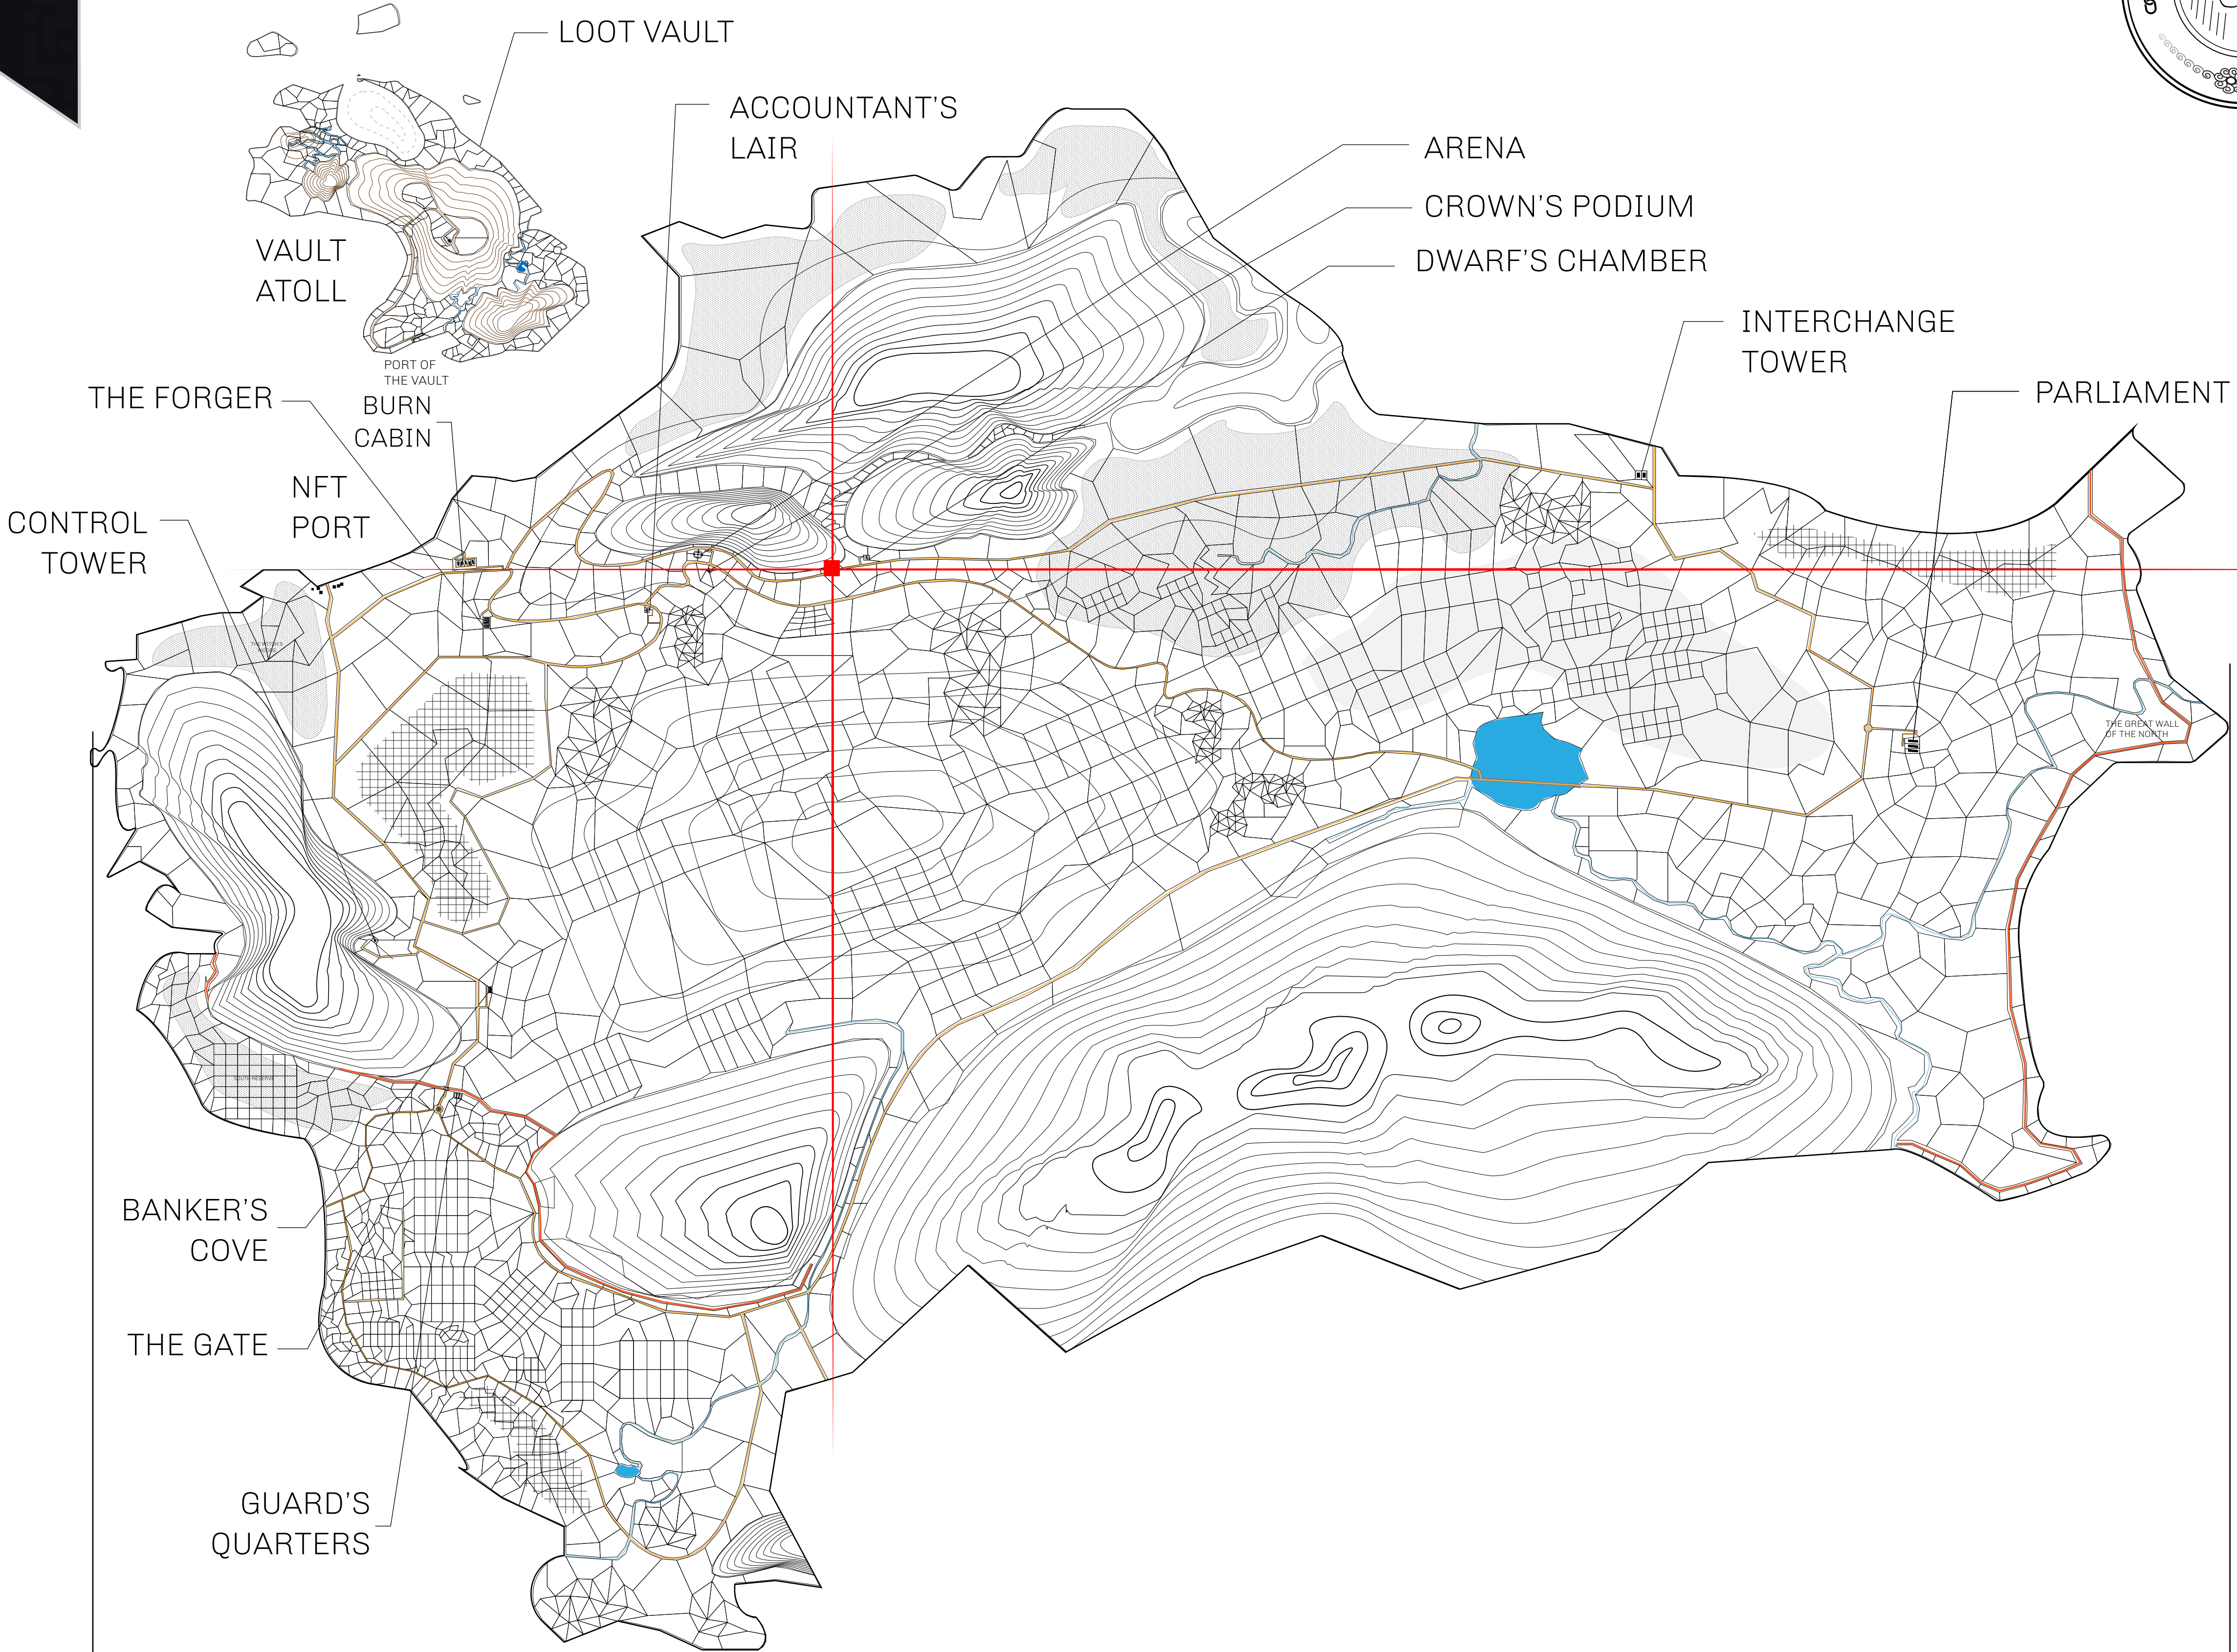 LOOT VAULT
ACCOUNTANT'S
LAIR
ARENA
CROWN'S PODIUM
DWARF'S CHAMBER
VAULT
ATOLL
INTERCHANGE
TOWER
PORT OF
THE VAULT
PARLIAMENT
THE FORGER
BURN
CABIN
NFT
PORT
CONTROL
TOWER
THE GREAT WALL
OF THE NORTH
SOUTH RESERVE
BANKER'S
COVE
THE GATE
GUARD'S
QUARTERS